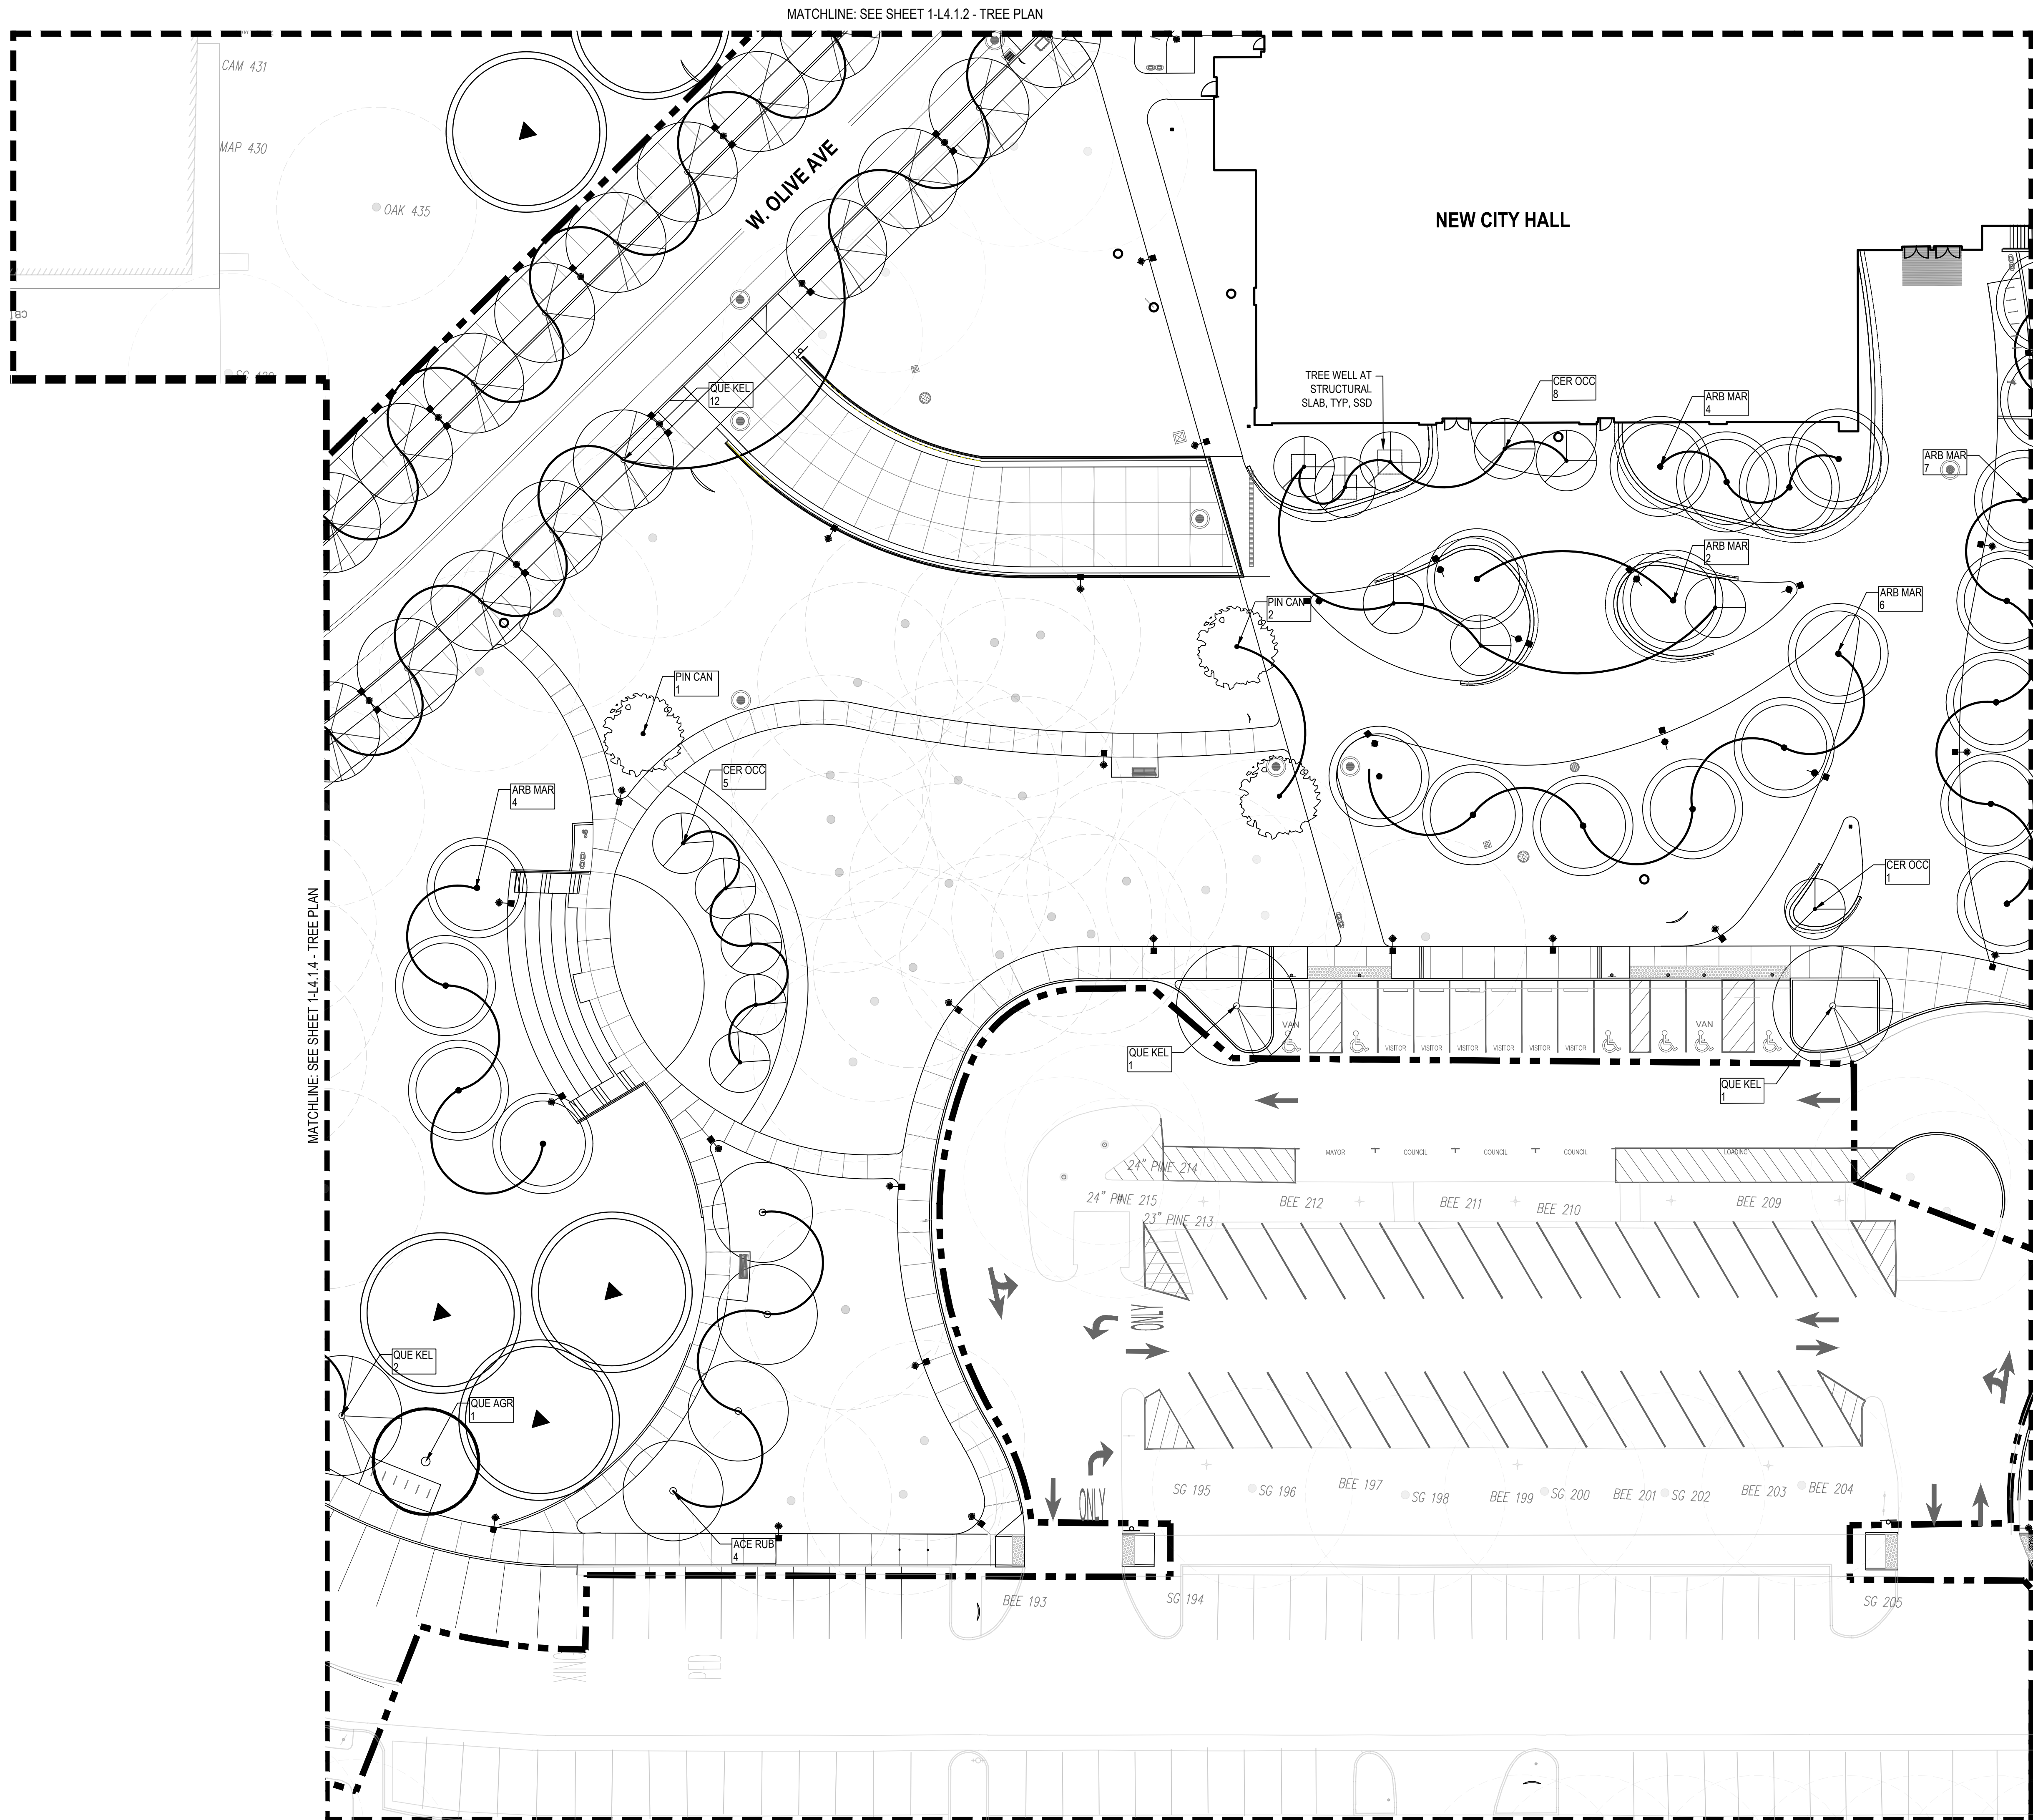 MATCHLINE: SEE SHEET 1-L4.1.2 - TREE PLAN
CAM 431
MAP 430
OAK 435
W. OLIVE AVE
NEW CITY HALL
QUE KEL
12
TREE WELL AT
STRUCTURAL
SLAB, TYP, SSD
CER OCC
8
ARB MAR
4
ARB MAR
7
ARB MAR
2
ARB MAR
6
PIN CAN
2
PIN CAN
1
CER OCC
5
ARB MAR
4
CER OCC
1
MATCHLINE: SEE SHEET 1-L4.1.4 - TREE PLAN
VAN
VISITOR
VISITOR
VISITOR
VISITOR
VISITOR
VISITOR
VAN
QUE KEL
1
QUE KEL
1
MAYOR
COUNCIL
COUNCIL
COUNCIL
LOADING
24" PINE 214
24" PINE 215
23" PINE 213
BEE 212
BEE 211
BEE 210
BEE 209
ONLY
QUE KEL
2
QUE AGR
1
SG 195
SG 196
BEE 197
SG 198
BEE 199
SG 200
BEE 201
SG 202
BEE 203
BEE 204
ONLY
ACE RUB
4
BEE 193
SG 194
SG 205